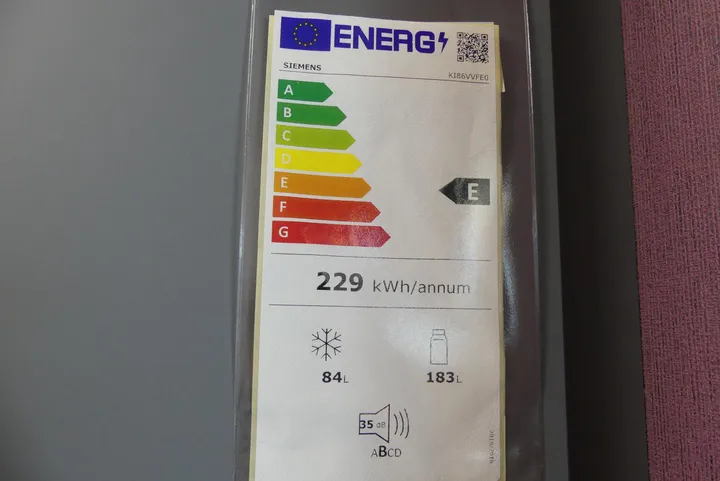 ENERG
SIEMENS
KI86VVFE0
A
B
C
D
E
E
F
G
229 kWh/annum
84L
183L
35 dB
ABCD